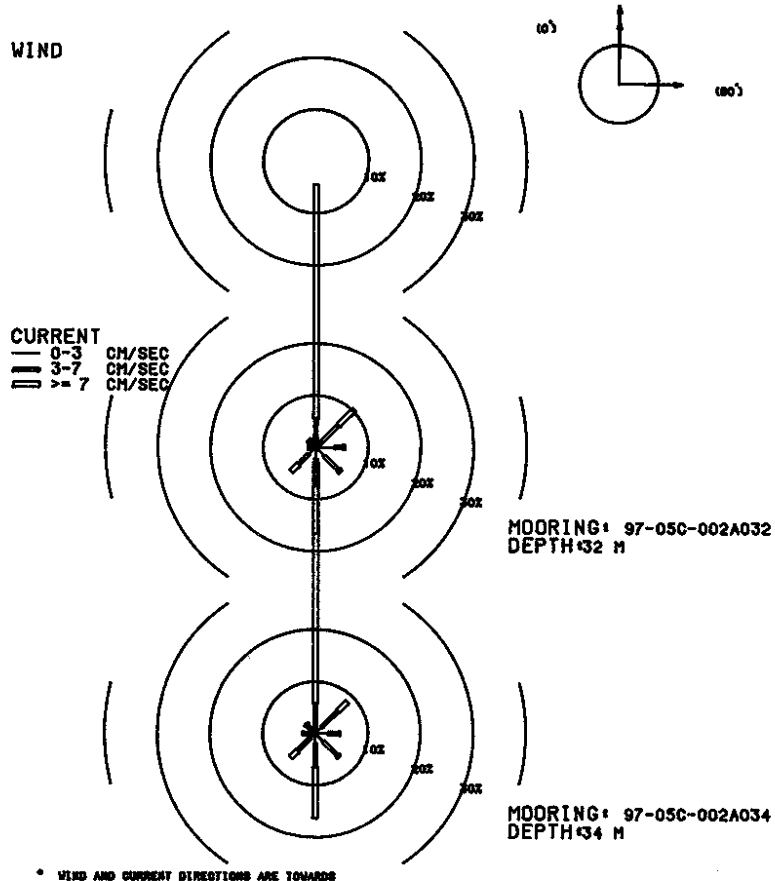 WIND
(0°)
(90°)
10%
20%
30%
CURRENT
0-3 CM/SEC
3-7 CM/SEC
>= 7 CM/SEC
10%
20%
30%
MOORING: 97-05C-002A032
DEPTH:32 M
10%
20%
30%
MOORING: 97-05C-002A034
DEPTH:34 M
* WIND AND CURRENT DIRECTIONS ARE TOWARDS